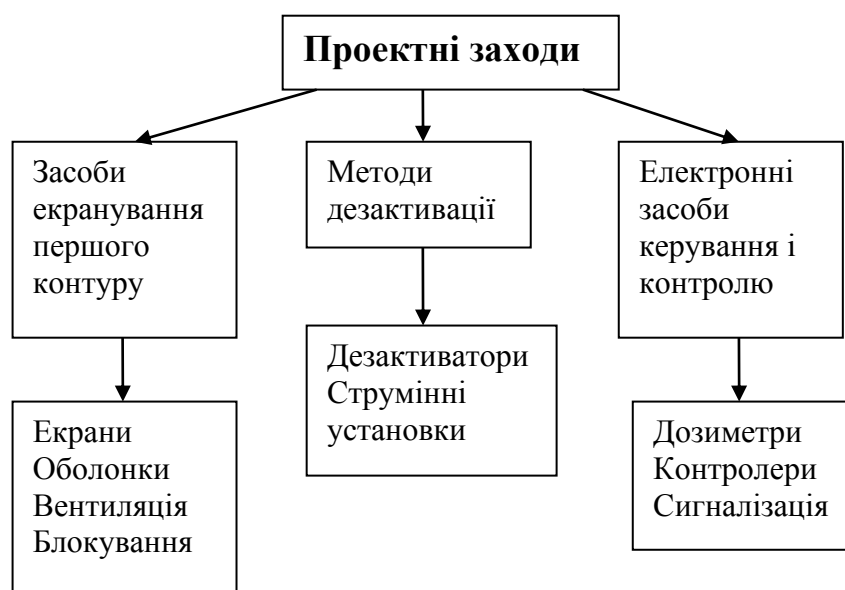 Проектні заходи
Засоби
екранування
першого
контуру
Методи
дезактивації
Електронні
засоби
керування і
контролю
Екрани
Оболонки
Вентиляція
Блокування
Дезактиватори
Струмінні
установки
Дозиметри
Контролери
Сигналізація